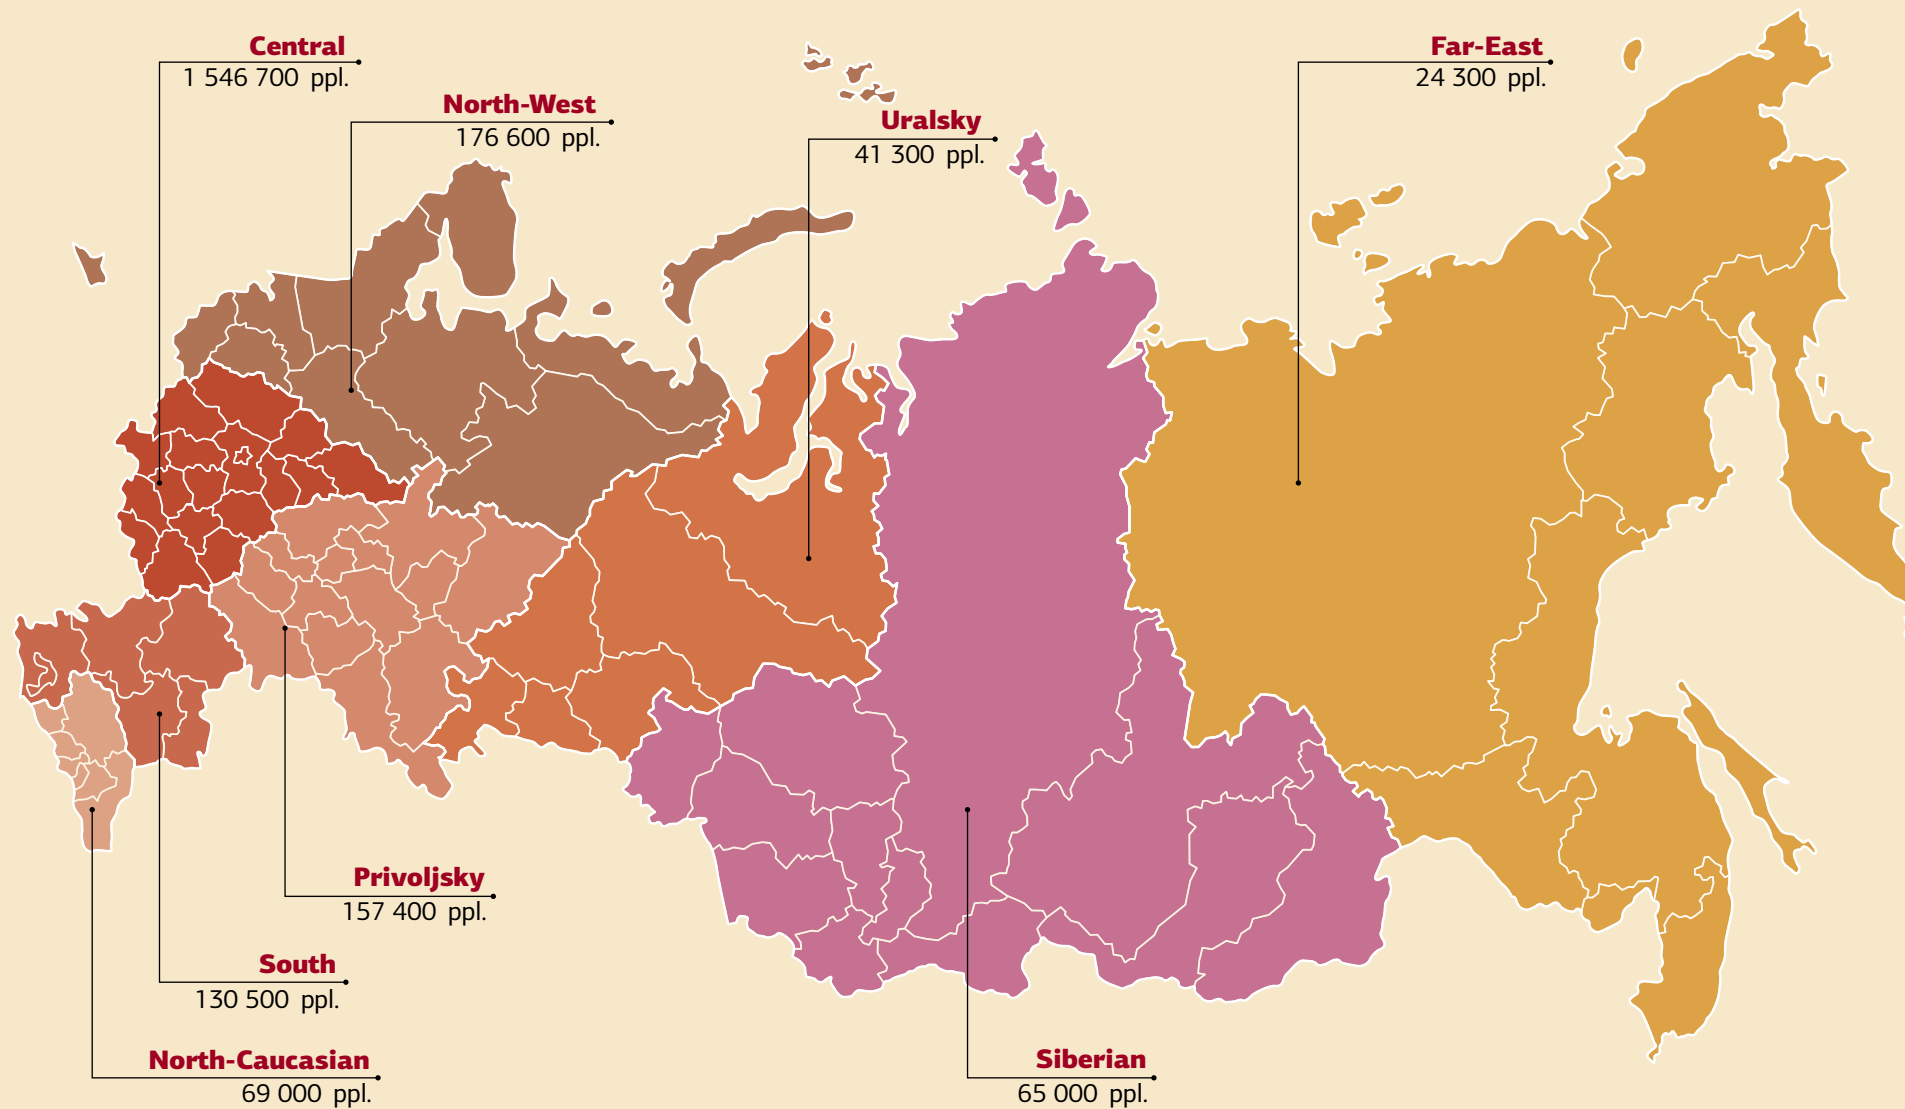 Central
1 546 700 ppl.
North-West
176 600 ppl.
Uralsky
41 300 ppl.
Far-East
24 300 ppl.
Privoljsky
157 400 ppl.
South
130 500 ppl.
North-Caucasian
69 000 ppl.
Siberian
65 000 ppl.